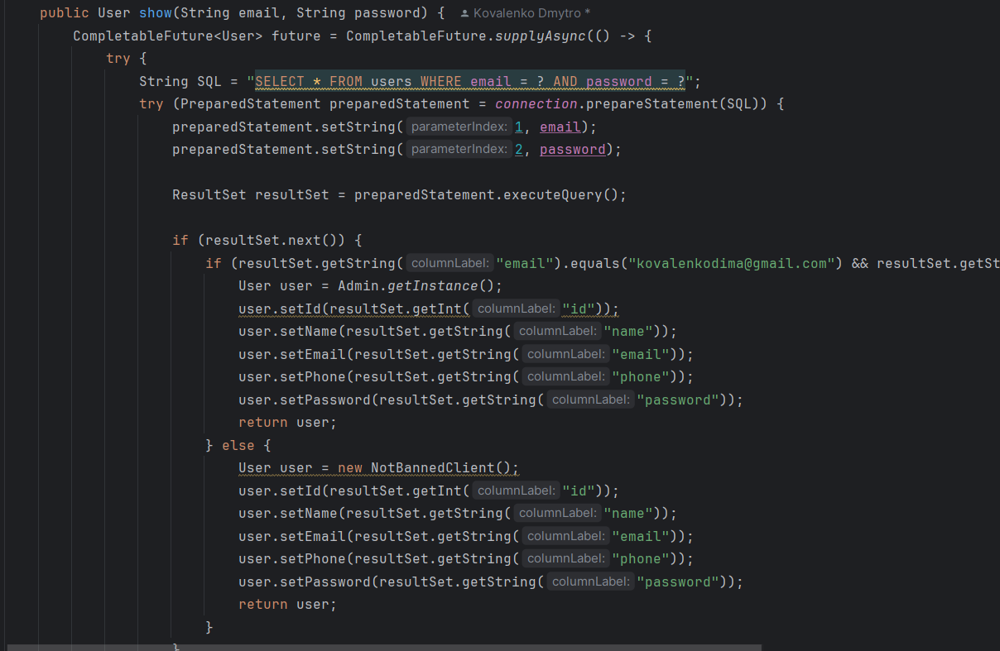 public User show(String email, String password) { Kovalenko Dmytro *
CompletableFuture<User> future = CompletableFuture.supplyAsync(() -> {
try {
String SQL = "SELECT * FROM users WHERE email = ? AND password = ?";
try (PreparedStatement preparedStatement = connection.prepareStatement(SQL)) {
preparedStatement.setString( parameterIndex: 1, email);
preparedStatement.setString( parameterIndex: 2, password);
ResultSet resultSet = preparedStatement.executeQuery();
if (resultSet.next()) {
if (resultSet.getString( columnLabel: "email").equals("kovalenkodima@gmail.com") && resultSet.getSt
User user = Admin.getInstance();
user.setId(resultSet.getInt( columnLabel: "id"));
user.setName(resultSet.getString( columnLabel: "name"));
user.setEmail(resultSet.getString( columnLabel: "email"));
user.setPhone(resultSet.getString( columnLabel: "phone"));
user.setPassword(resultSet.getString( columnLabel: "password"));
return user;
} else {
User user = new NotBannedClient();
user.setId(resultSet.getInt( columnLabel: "id"));
user.setName(resultSet.getString( columnLabel: "name"));
user.setEmail(resultSet.getString( columnLabel: "email"));
user.setPhone(resultSet.getString( columnLabel: "phone"));
user.setPassword(resultSet.getString( columnLabel: "password"));
return user;
}
}